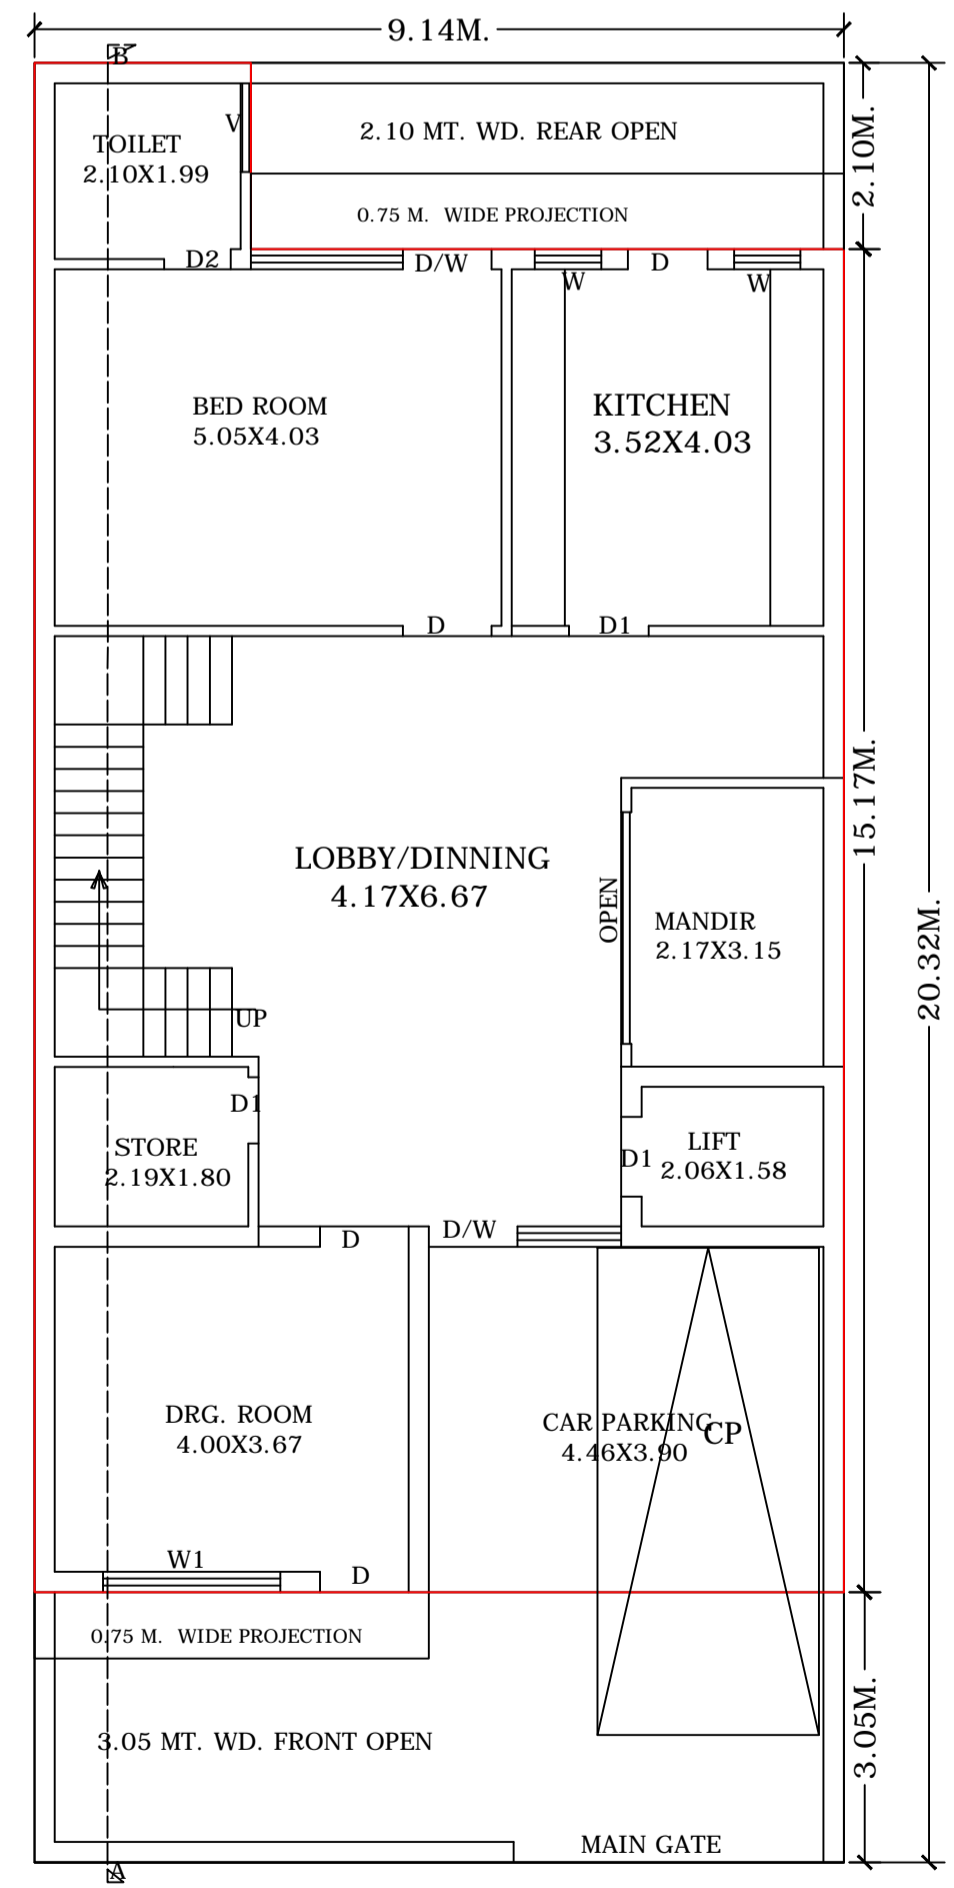 9.14M.
B
V
TOILET
2.10X1.99
2.10 MT. WD. REAR OPEN
2.10M.
0.75 M.  WIDE PROJECTION
D2
D/W
W
D
W
BED ROOM
5.05X4.03
KITCHEN
3.52X4.03
D
D1
15.17M.
LOBBY/DINNING
4.17X6.67
OPEN
MANDIR
2.17X3.15
20.32M.
UP
D1
STORE
2.19X1.80
D1
LIFT
2.06X1.58
D
D/W
DRG. ROOM
4.00X3.67
CAR PARKING
4.46X3.90
CP
W1
D
0.75 M.  WIDE PROJECTION
3.05 MT. WD. FRONT OPEN
3.05M.
MAIN GATE
A